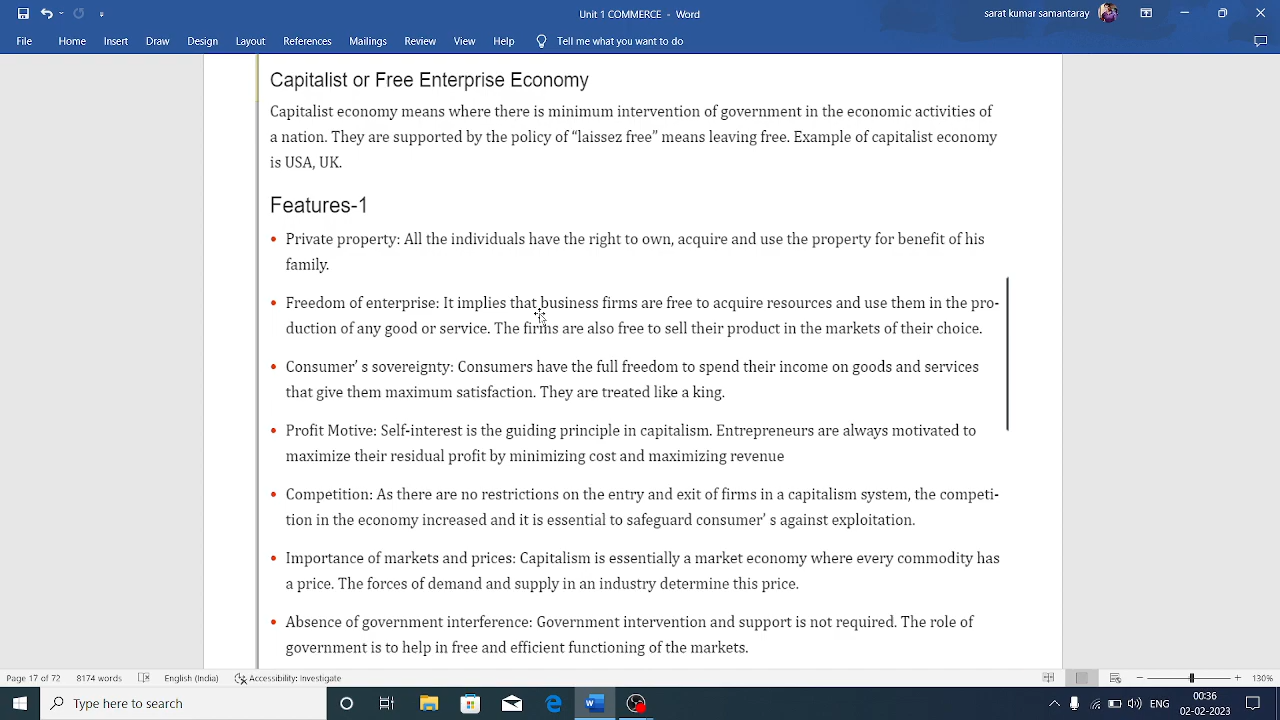 Unit 1 COMMERCE - Word
sarat kumar samantaray
File Home Insert Draw Design Layout References Mailings Review View Help Tell me what you want to do
Capitalist or Free Enterprise Economy
Capitalist economy means where there is minimum intervention of government in the economic activities of
a nation. They are supported by the policy of “laissez free” means leaving free. Example of capitalist economy
is USA, UK.
Features-1
• Private property: All the individuals have the right to own, acquire and use the property for benefit of his
family.
• Freedom of enterprise: It implies that business firms are free to acquire resources and use them in the pro-
duction of any good or service. The firms are also free to sell their product in the markets of their choice.
• Consumer’ s sovereignty: Consumers have the full freedom to spend their income on goods and services
that give them maximum satisfaction. They are treated like a king.
• Profit Motive: Self-interest is the guiding principle in capitalism. Entrepreneurs are always motivated to
maximize their residual profit by minimizing cost and maximizing revenue
• Competition: As there are no restrictions on the entry and exit of firms in a capitalism system, the competi-
tion in the economy increased and it is essential to safeguard consumer’ s against exploitation.
• Importance of markets and prices: Capitalism is essentially a market economy where every commodity has
a price. The forces of demand and supply in an industry determine this price.
• Absence of government interference: Government intervention and support is not required. The role of
government is to help in free and efficient functioning of the markets.
Page 17 of 72 8174 words English (India) Accessibility: Investigate 130%
Type here to search
ENG
00:36
02-02-2023